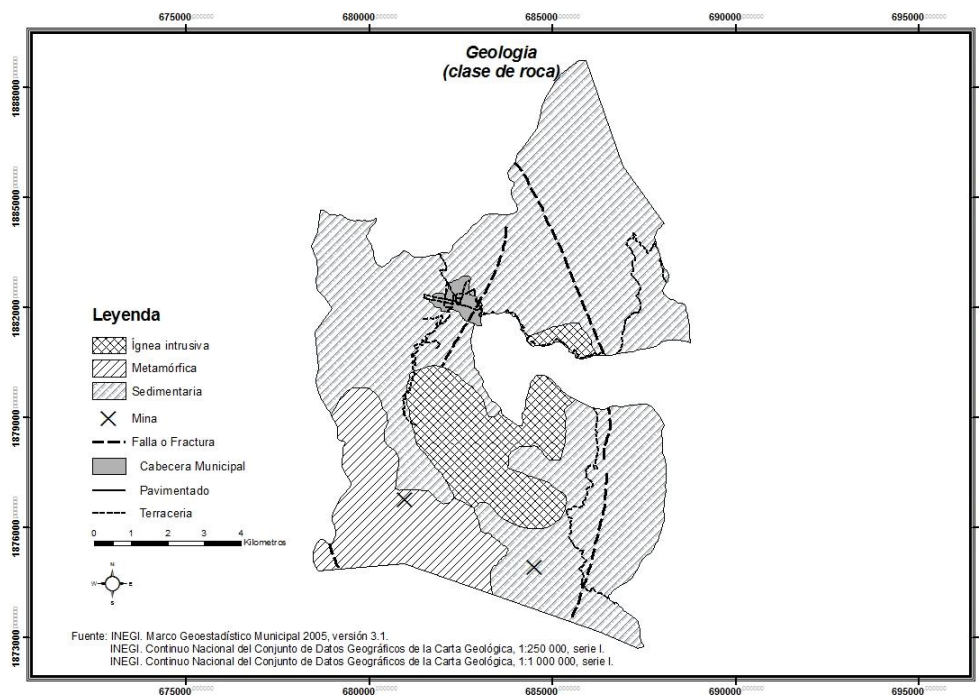 675000 680000 685000 690000 695000
Geología
(clase de roca)
1888000
1885000
1882000
1879000
1876000
1873000
Leyenda
Ígnea intrusiva
Metamórfica
Sedimentaria
Mina
Falla o Fractura
Cabecera Municipal
Pavimentado
Terraceria
0 1 2 3 4
Kilometros
N
W E
S
Fuente: INEGI. Marco Geoestadístico Municipal 2005, versión 3.1.
INEGI. Continuo Nacional del Conjunto de Datos Geográficos de la Carta Geológica, 1:250 000, serie I.
INEGI. Continuo Nacional del Conjunto de Datos Geográficos de la Carta Geológica, 1:1 000 000, serie I.
675000 680000 685000 690000 695000